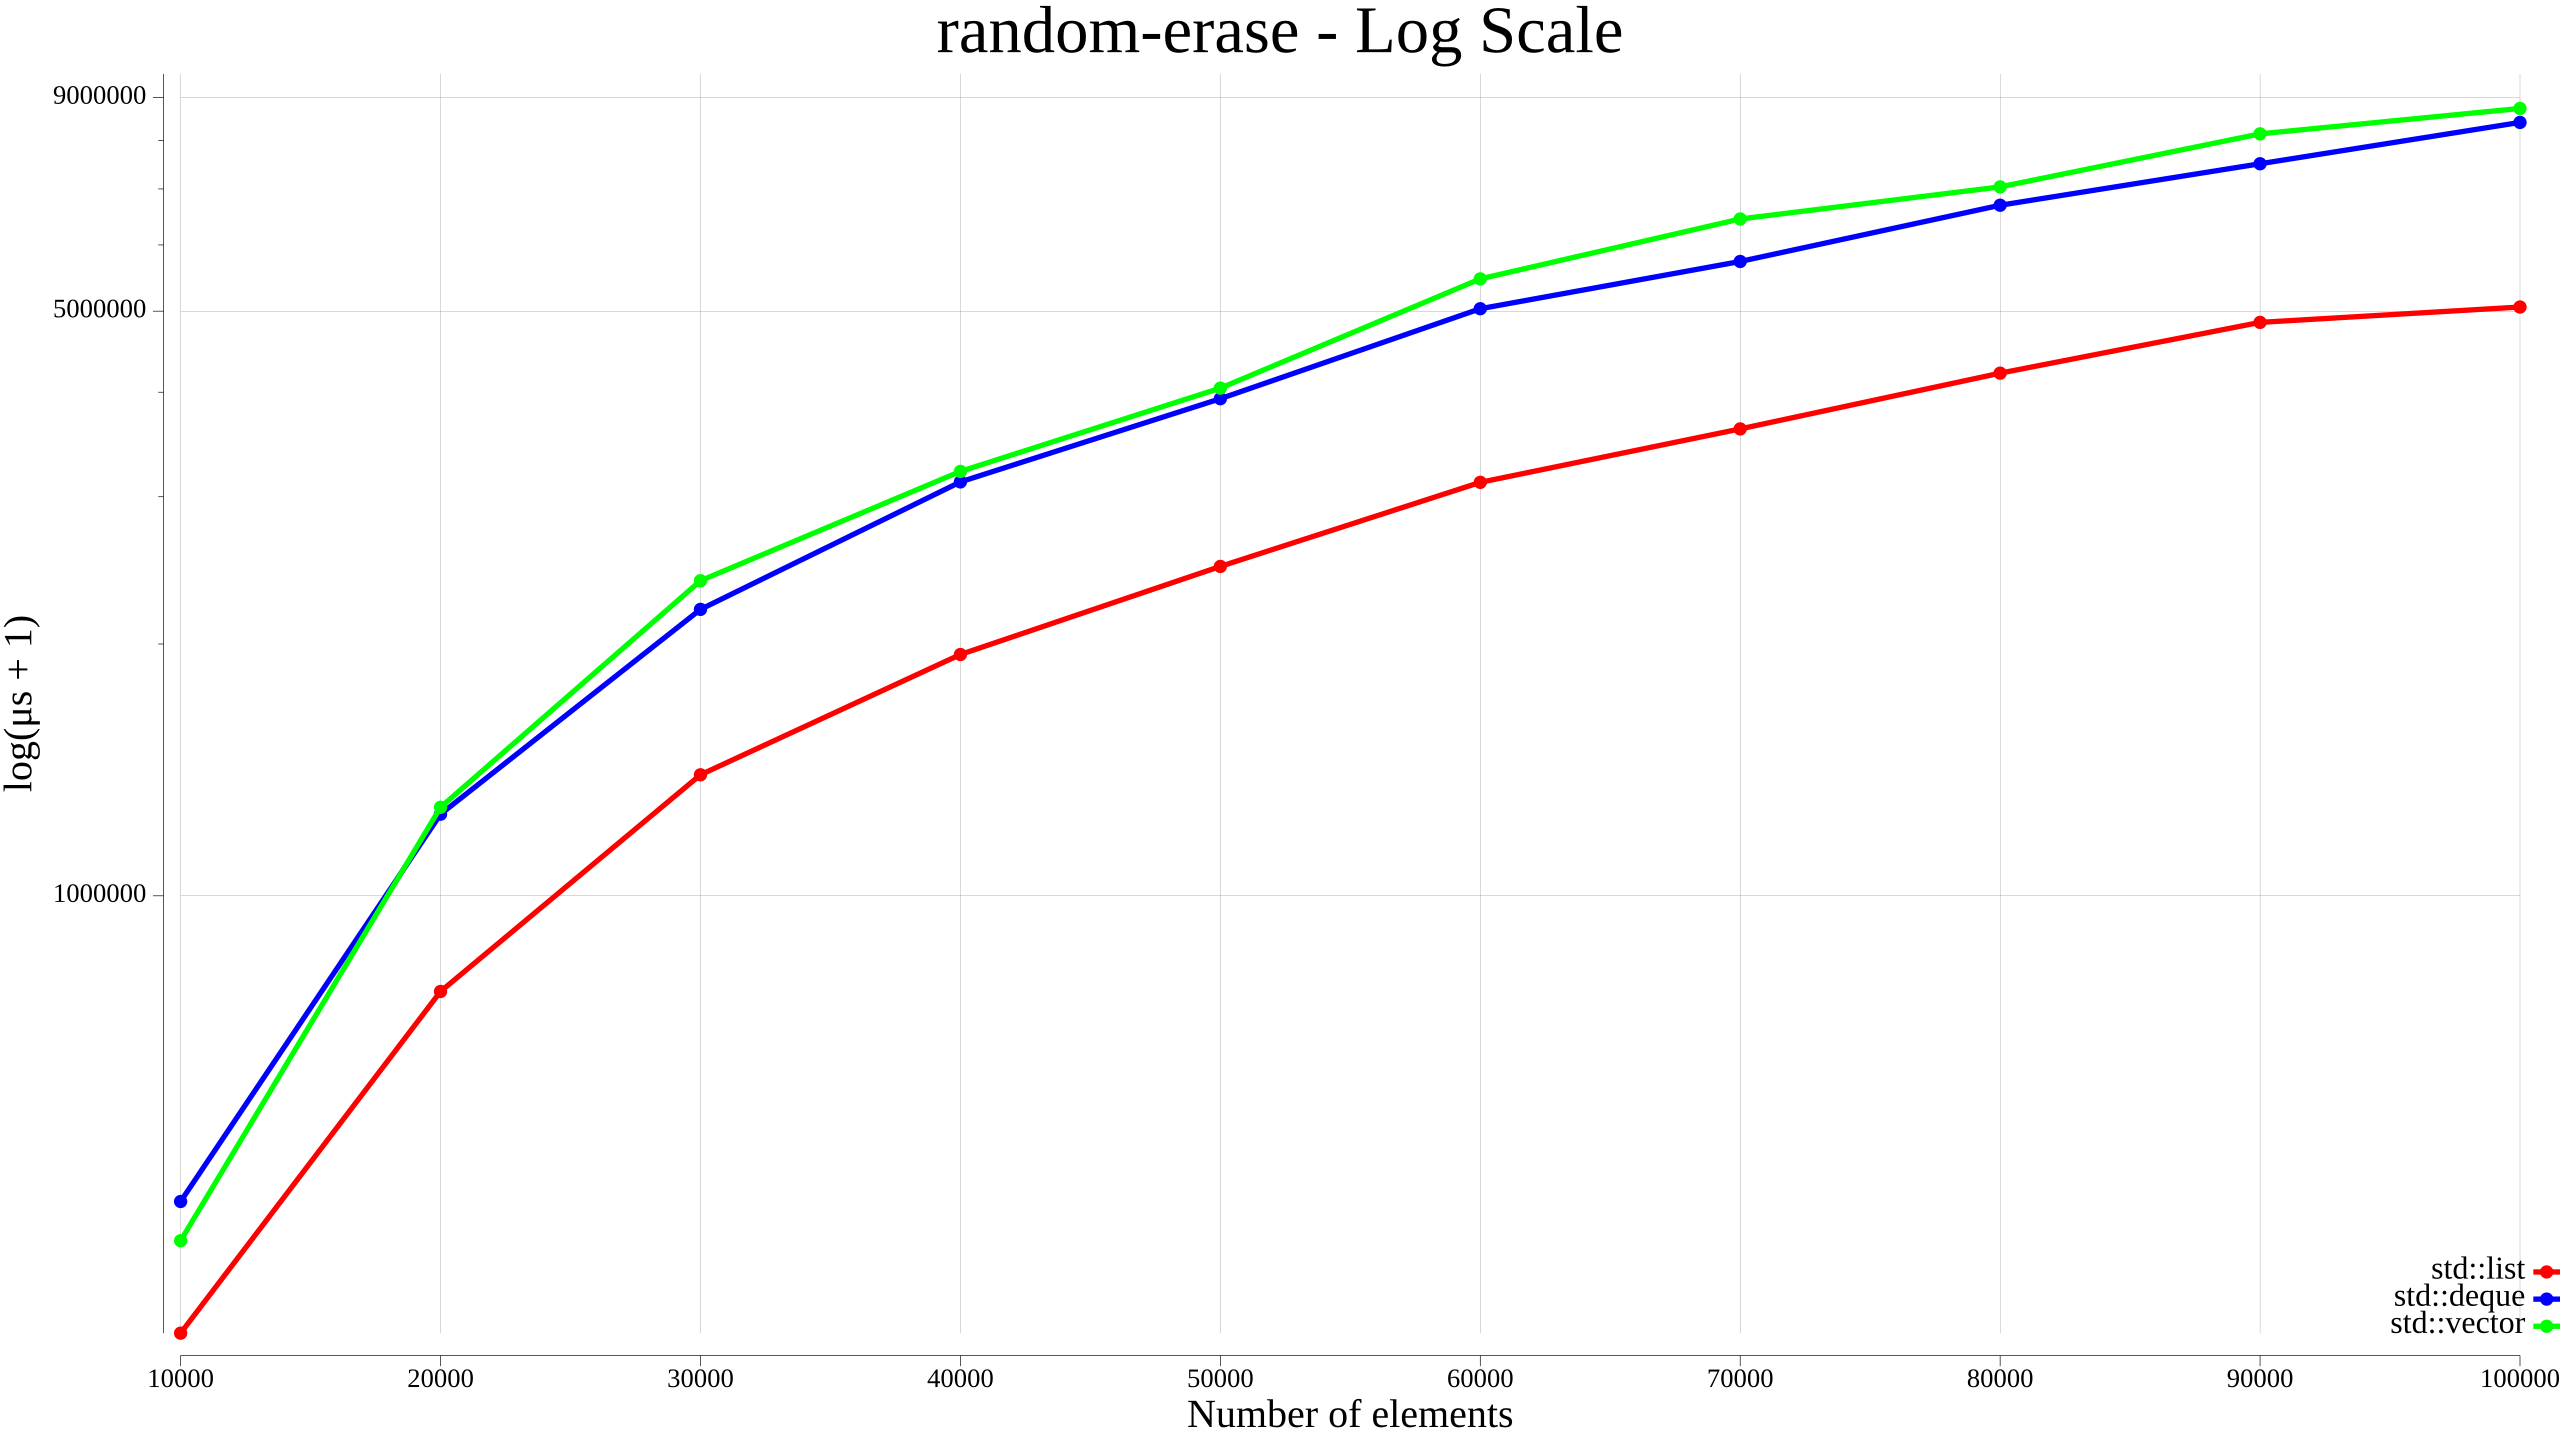 random-erase - Log Scale
9000000
5000000
1000000
log(μs + 1)
10000 20000 30000 40000 50000 60000 70000 80000 90000 100000
Number of elements
std::list
std::deque
std::vector